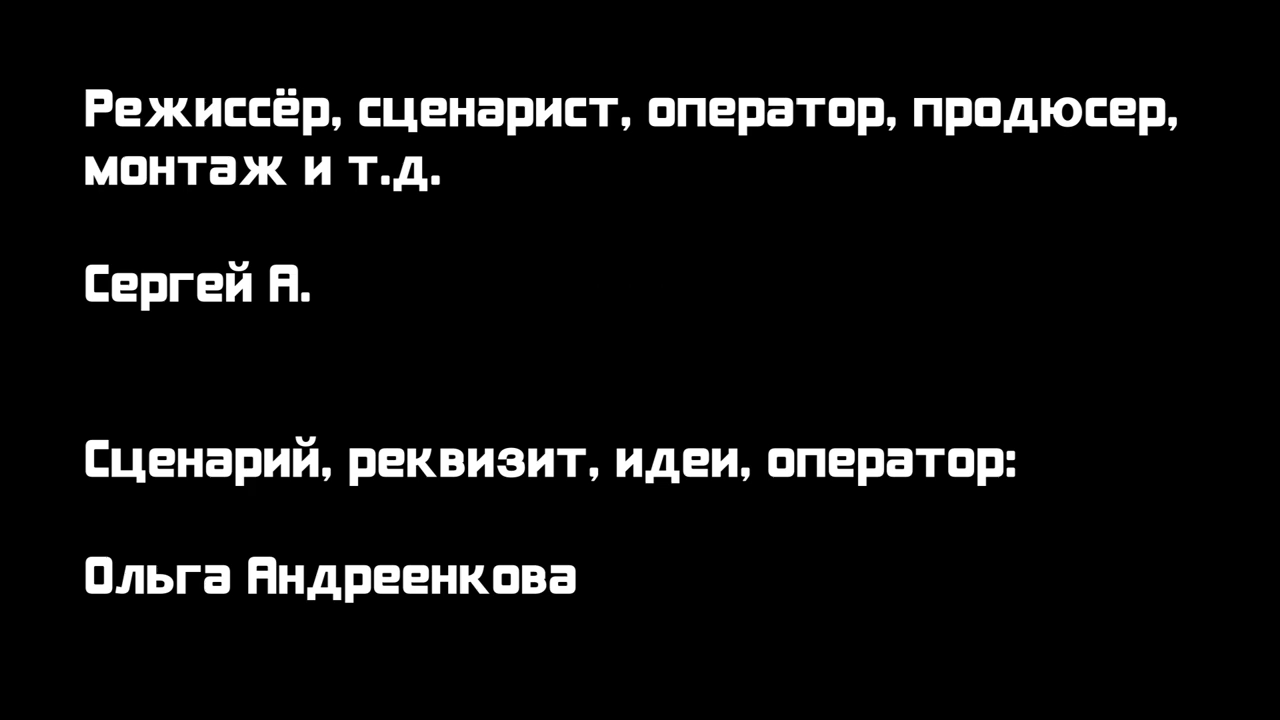 Режиссёр, сценарист, оператор, продюсер,
монтаж и т.д.
Сергей А.
Сценарий, реквизит, идеи, оператор:
Ольга Андреенкова